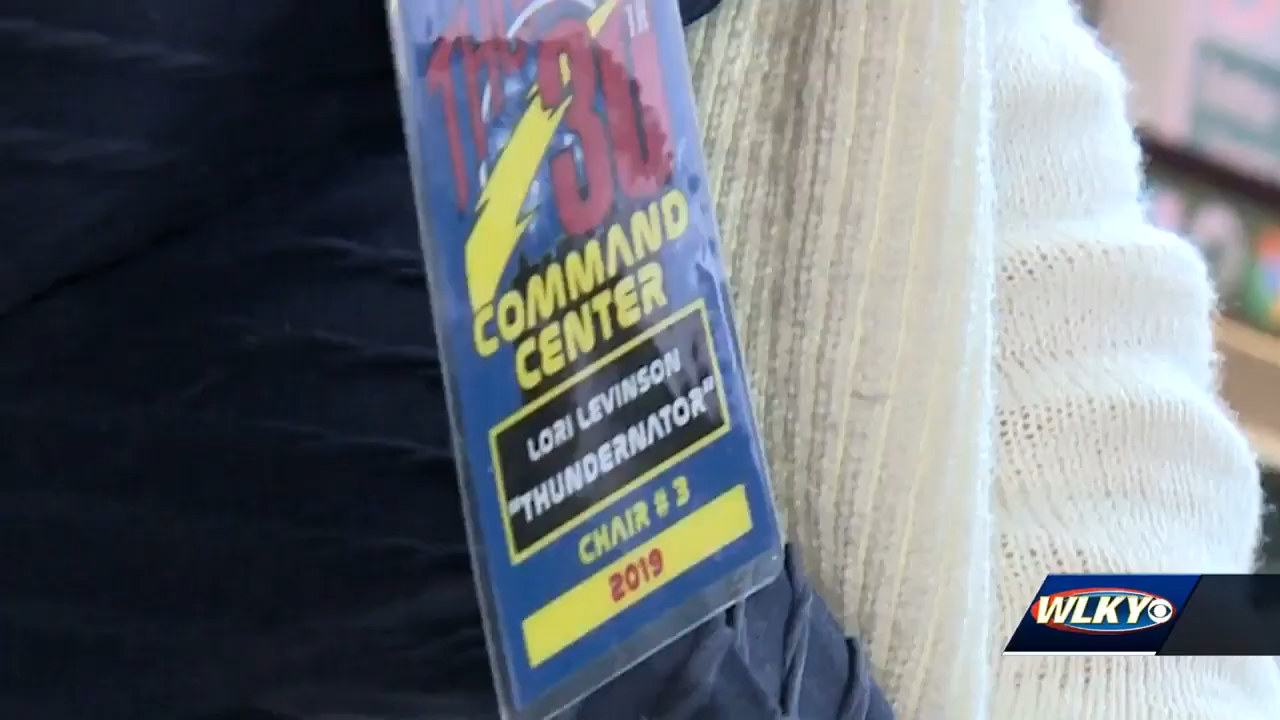 30
COMMAND
CENTER
LORI LEVINSON
"THUNDERNATOR"
CHAIR # 3
2019
WLKY